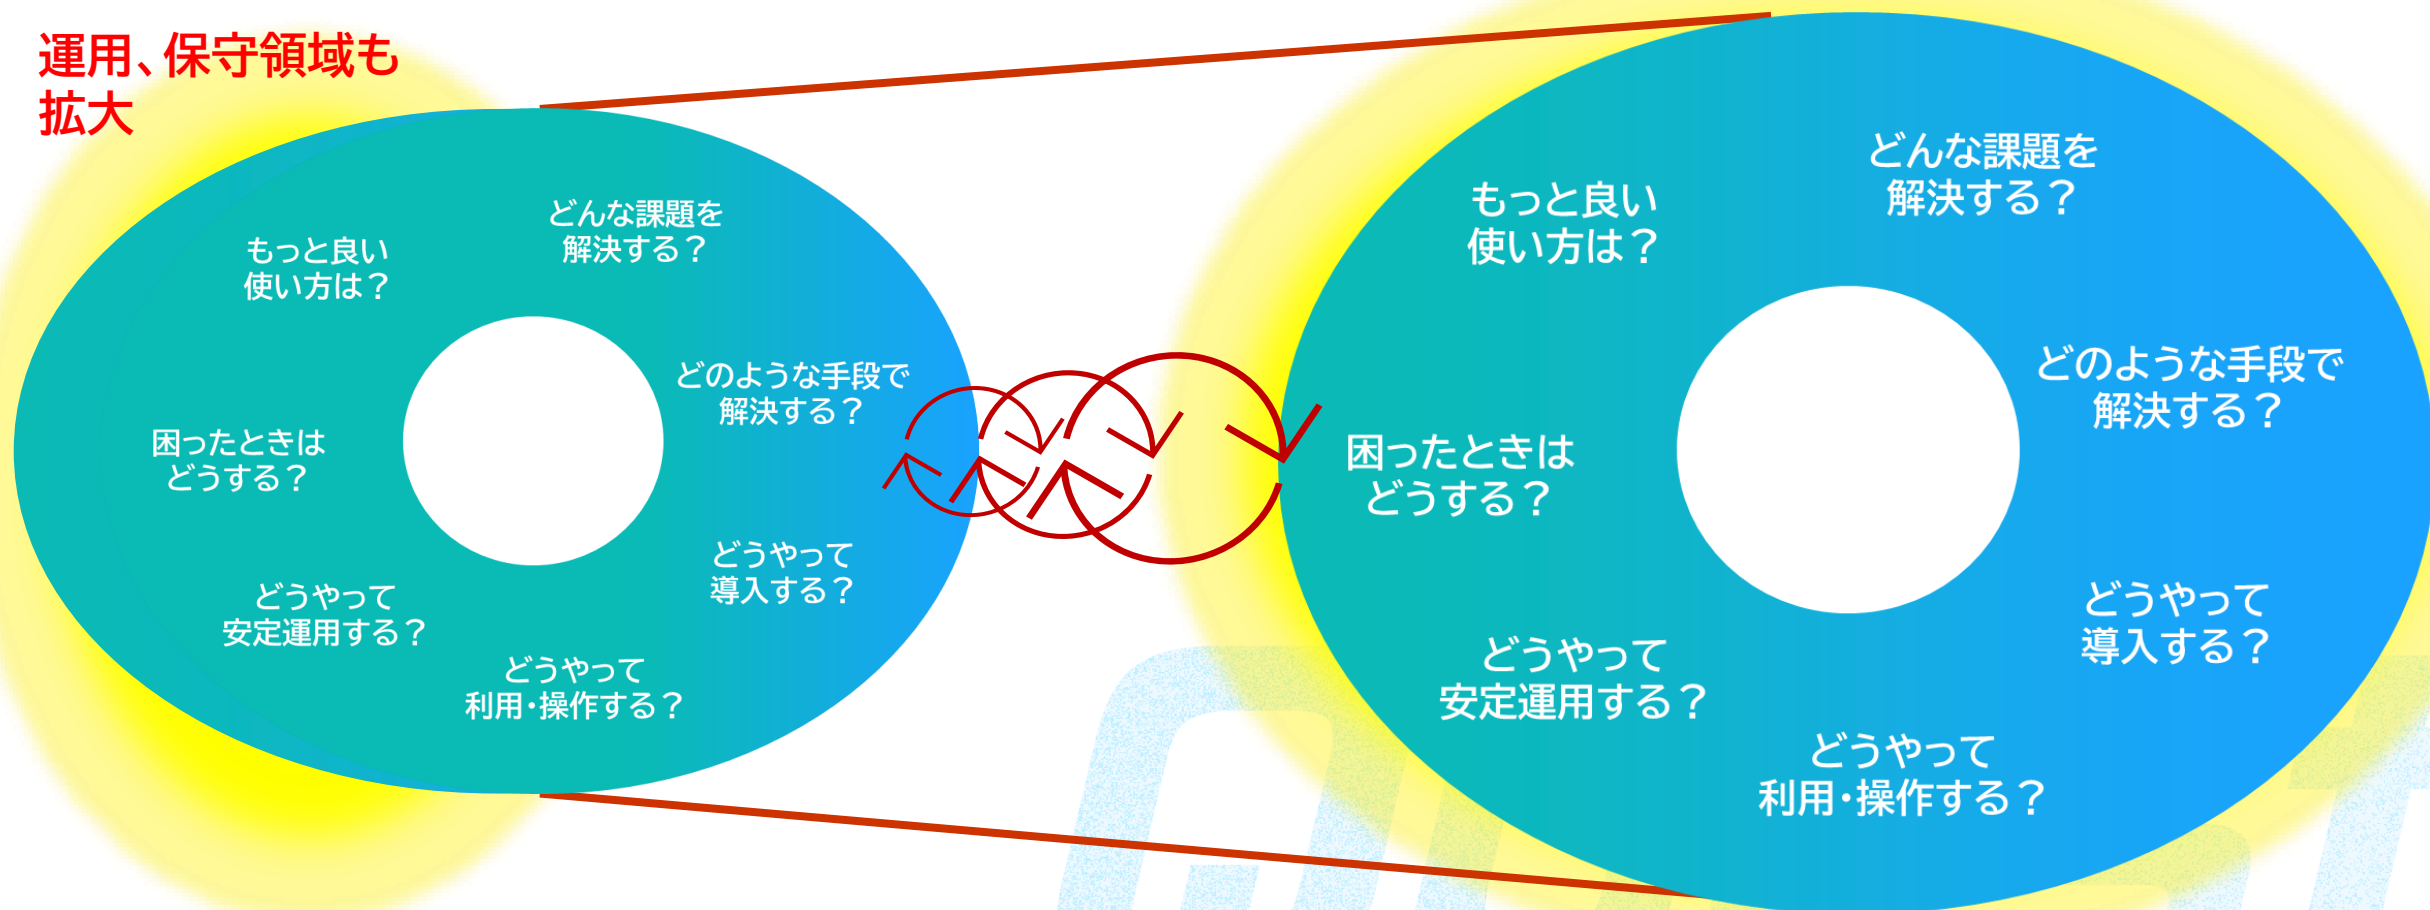 運用、保守領域も
拡大
どんな課題を
解決する？
もっと良い
使い方は？
どのような手段で
解決する？
困ったときは
どうする？
どうやって
導入する？
どうやって
安定運用する？
どうやって
利用・操作する？
どんな課題を
解決する？
もっと良い
使い方は？
どのような手段で
解決する？
困ったときは
どうする？
どうやって
導入する？
どうやって
安定運用する？
どうやって
利用・操作する？